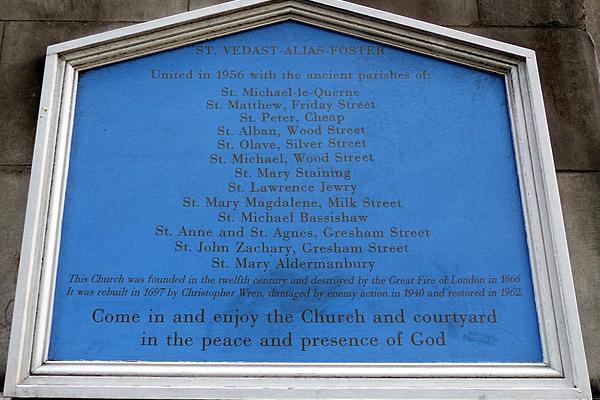 ST. VEDAST-ALIAS-FOSTER
United in 1956 with the ancient parishes of:
St. Michael-le-Querne
St. Matthew, Friday Street
St. Peter, Cheap
St. Alban, Wood Street
St. Olave, Silver Street
St. Michael, Wood Street
St. Mary Staining
St. Lawrence Jewry
St. Mary Magdalene, Milk Street
St. Michael Bassishaw
St. Anne and St. Agnes, Gresham Street
St. John Zachary, Gresham Street
St. Mary Aldermanbury
This Church was founded in the twelfth century and destroyed by the Great Fire of London in 1666
It was rebuilt in 1697 by Christopher Wren, damaged by enemy action in 1940 and restored in 1962.
Come in and enjoy the Church and courtyard
in the peace and presence of God